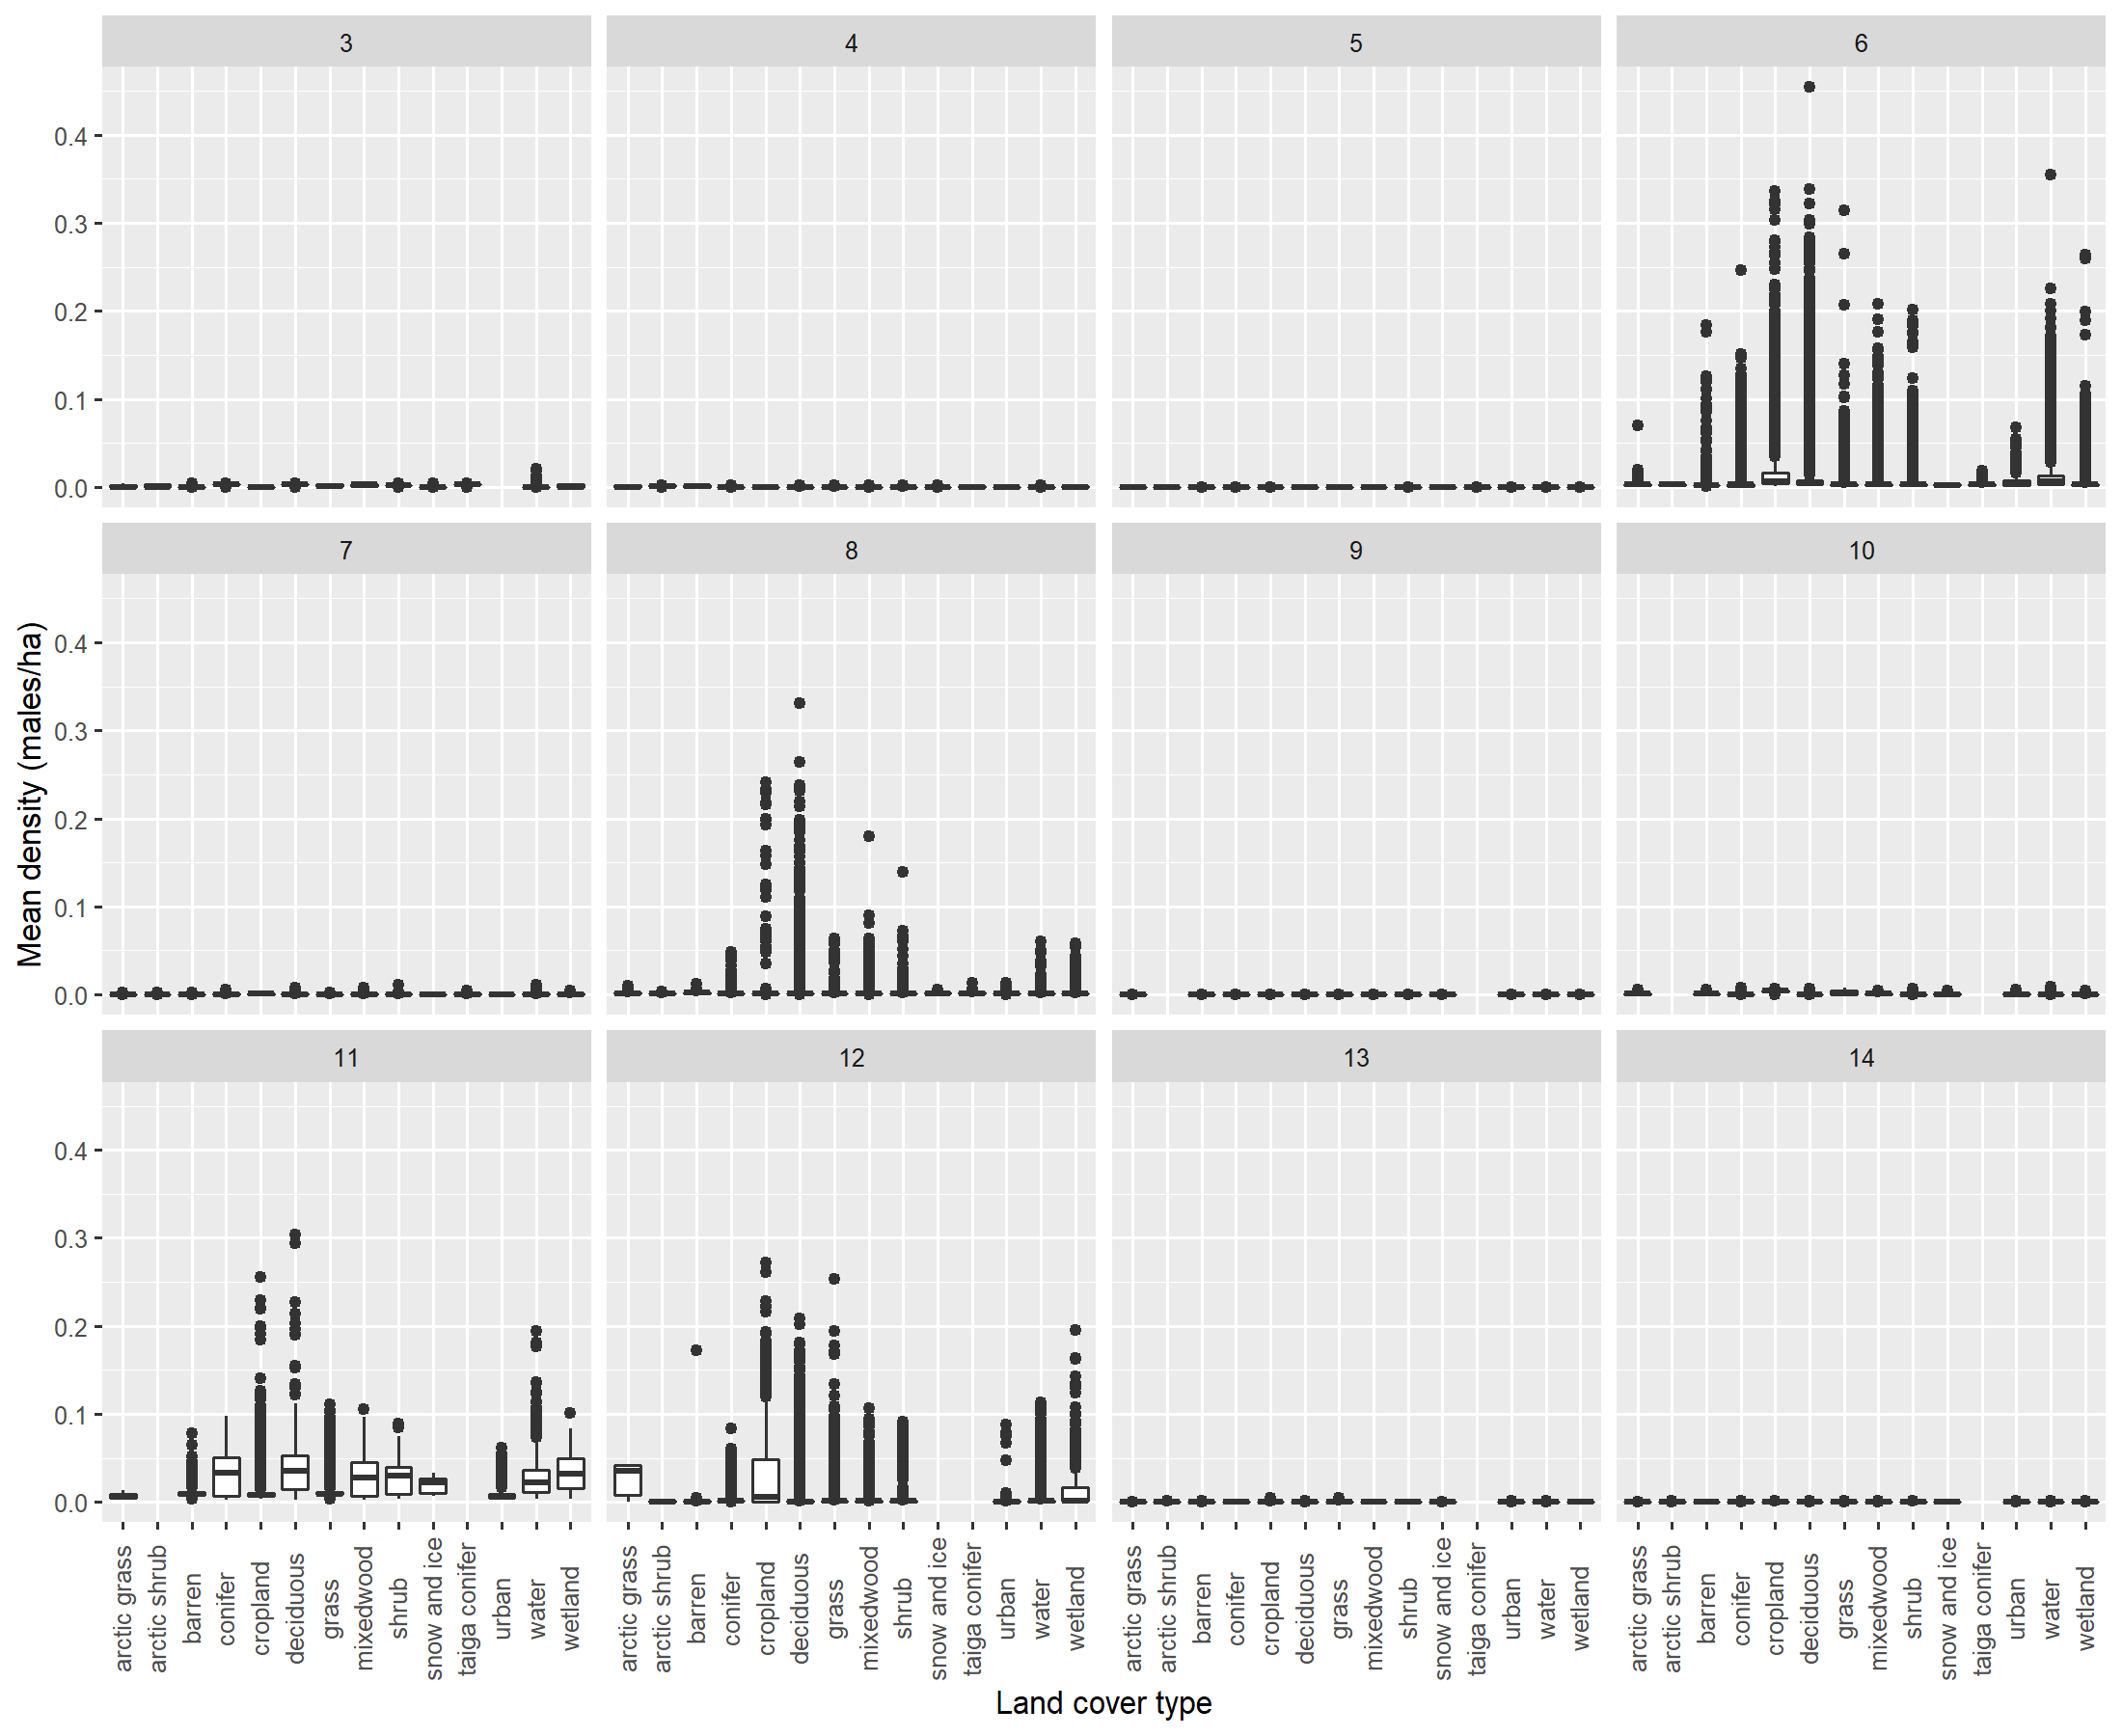 3 4 5 6
0.4
0.3
0.2
0.1
0.0
7 8 9 10
0.4
0.3
0.2
0.1
0.0
Mean density (males/ha)
11 12 13 14
0.4
0.3
0.2
0.1
0.0
arctic grass arctic shrub barren conifer cropland deciduous grass mixedwood shrub snow and ice taiga conifer urban water wetland
arctic grass arctic shrub barren conifer cropland deciduous grass mixedwood shrub snow and ice taiga conifer urban water wetland
arctic grass arctic shrub barren conifer cropland deciduous grass mixedwood shrub snow and ice taiga conifer urban water wetland
arctic grass arctic shrub barren conifer cropland deciduous grass mixedwood shrub snow and ice taiga conifer urban water wetland
Land cover type